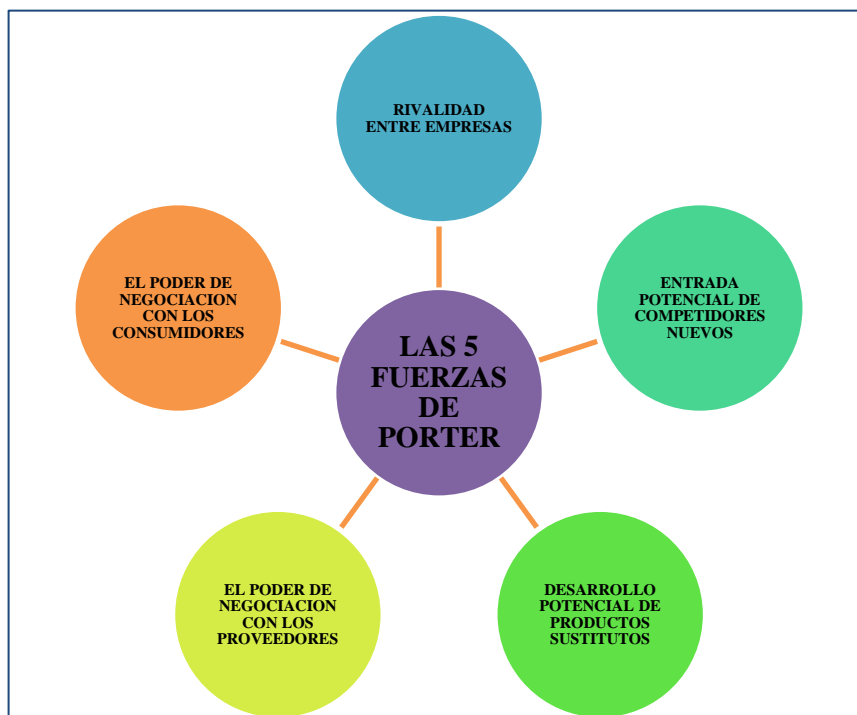 RIVALIDAD
ENTRE EMPRESAS
EL PODER DE
NEGOCIACION
CON LOS
CONSUMIDORES
ENTRADA
POTENCIAL DE
COMPETIDORES
NUEVOS
LAS 5
FUERZAS
DE
PORTER
EL PODER DE
NEGOCIACION
CON LOS
PROVEEDORES
DESARROLLO
POTENCIAL DE
PRODUCTOS
SUSTITUTOS